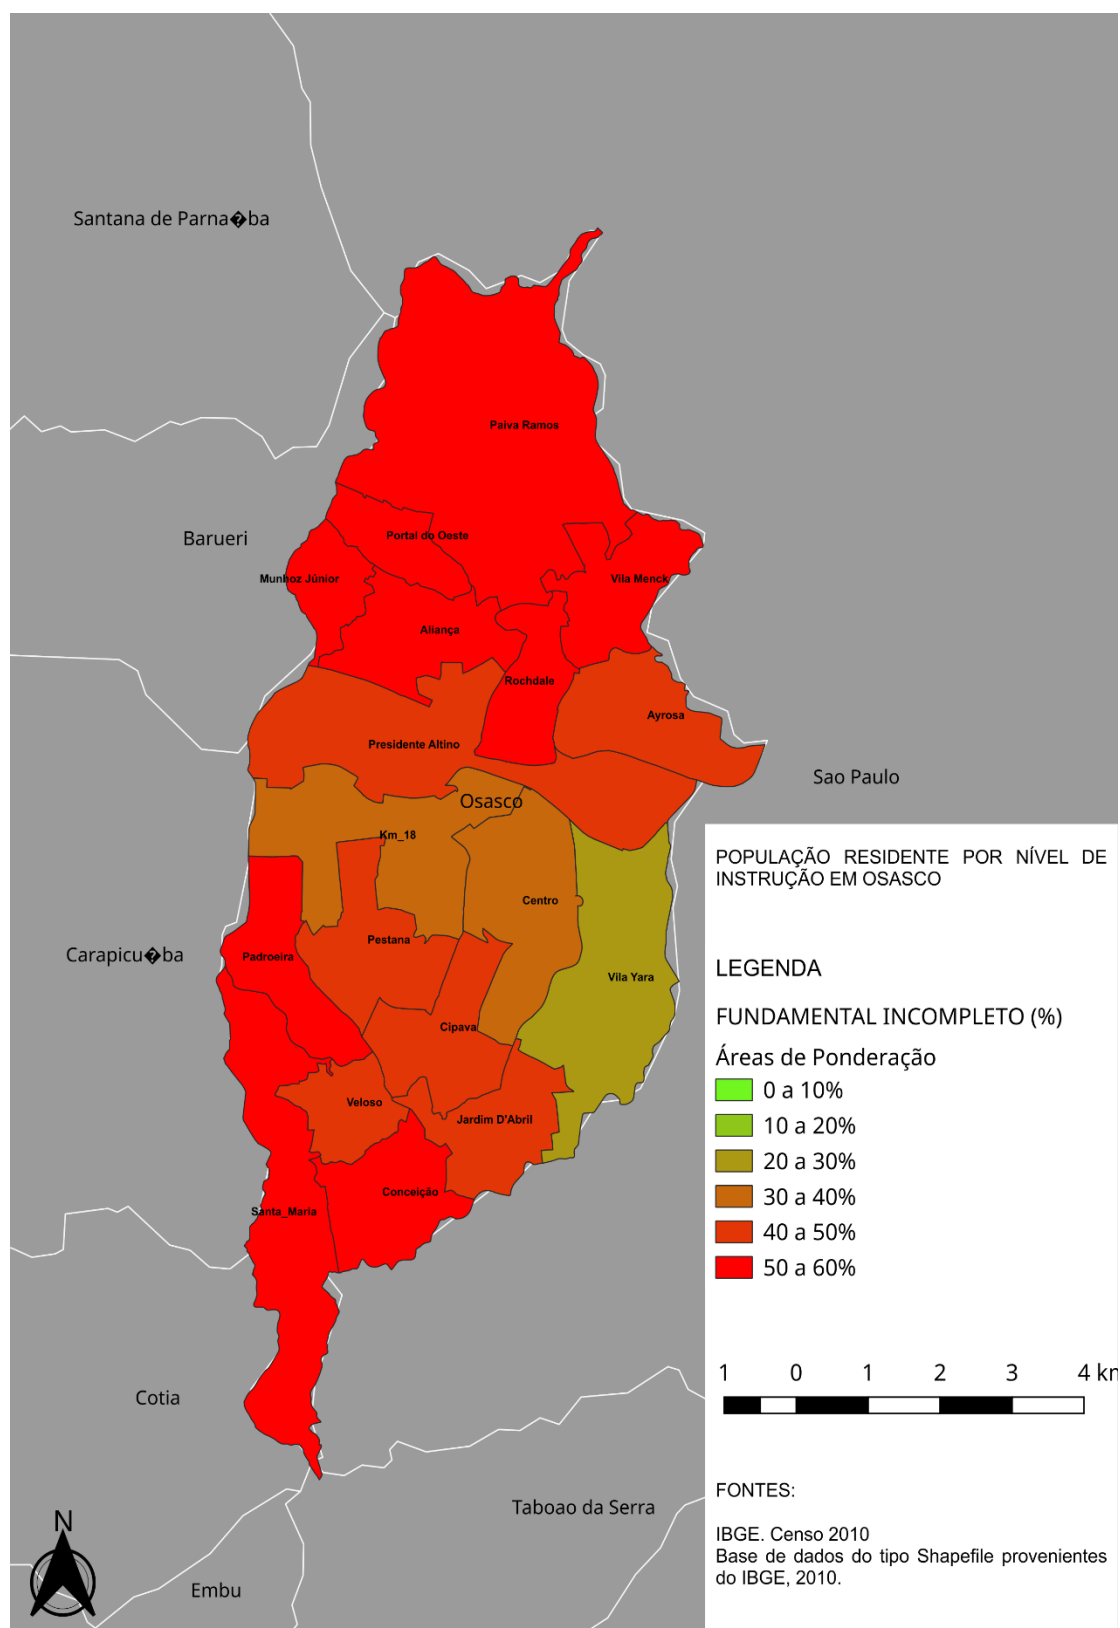 Santana de Parna�ba
Paiva Ramos
Portal do Oeste
Barueri
Munhoz Júnior
Vila Menck
Aliança
Rochdale
Ayrosa
Presidente Altino
Sao Paulo
Osasco
Km_18
Centro
Pestana
Carapicu�ba
Padroeira
Vila Yara
Cipava
Veloso
Jardim D'Abril
Conceição
Santa_Maria
Cotia
Taboao da Serra
Embu
N
POPULAÇÃO RESIDENTE POR NÍVEL DE
INSTRUÇÃO EM OSASCO
LEGENDA
FUNDAMENTAL INCOMPLETO (%)
Áreas de Ponderação
0 a 10%
10 a 20%
20 a 30%
30 a 40%
40 a 50%
50 a 60%
1 0 1 2 3 4 km
FONTES:
IBGE. Censo 2010
Base de dados do tipo Shapefile provenientes
do IBGE, 2010.